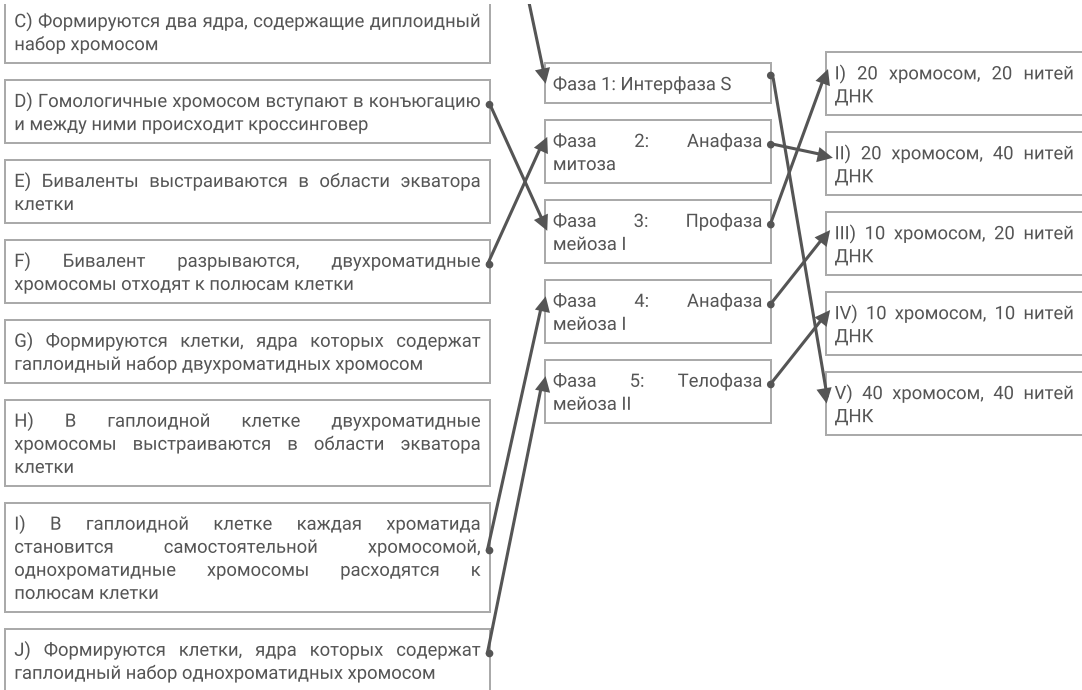 C) Формируются два ядра, содержащие диплоидный
набор хромосом
D) Гомологичные хромосом вступают в конъюгацию
и между ними происходит кроссинговер
E) Биваленты выстраиваются в области экватора
клетки
F) Бивалент разрываются, двухроматидные
хромосомы отходят к полюсам клетки
G) Формируются клетки, ядра которых содержат
гаплоидный набор двухроматидных хромосом
H) В гаплоидной клетке двухроматидные
хромосомы выстраиваются в области экватора
клетки
I) В гаплоидной клетке каждая хроматида
становится самостоятельной хромосомой,
однохроматидные хромосомы расходятся к
полюсам клетки
J) Формируются клетки, ядра которых содержат
гаплоидный набор однохроматидных хромосом
Фаза 1: Интерфаза S
Фаза 2: Анафаза
митоза
Фаза 3: Профаза
мейоза I
Фаза 4: Анафаза
мейоза I
Фаза 5: Телофаза
мейоза II
I) 20 хромосом, 20 нитей
ДНК
II) 20 хромосом, 40 нитей
ДНК
III) 10 хромосом, 20 нитей
ДНК
IV) 10 хромосом, 10 нитей
ДНК
V) 40 хромосом, 40 нитей
ДНК